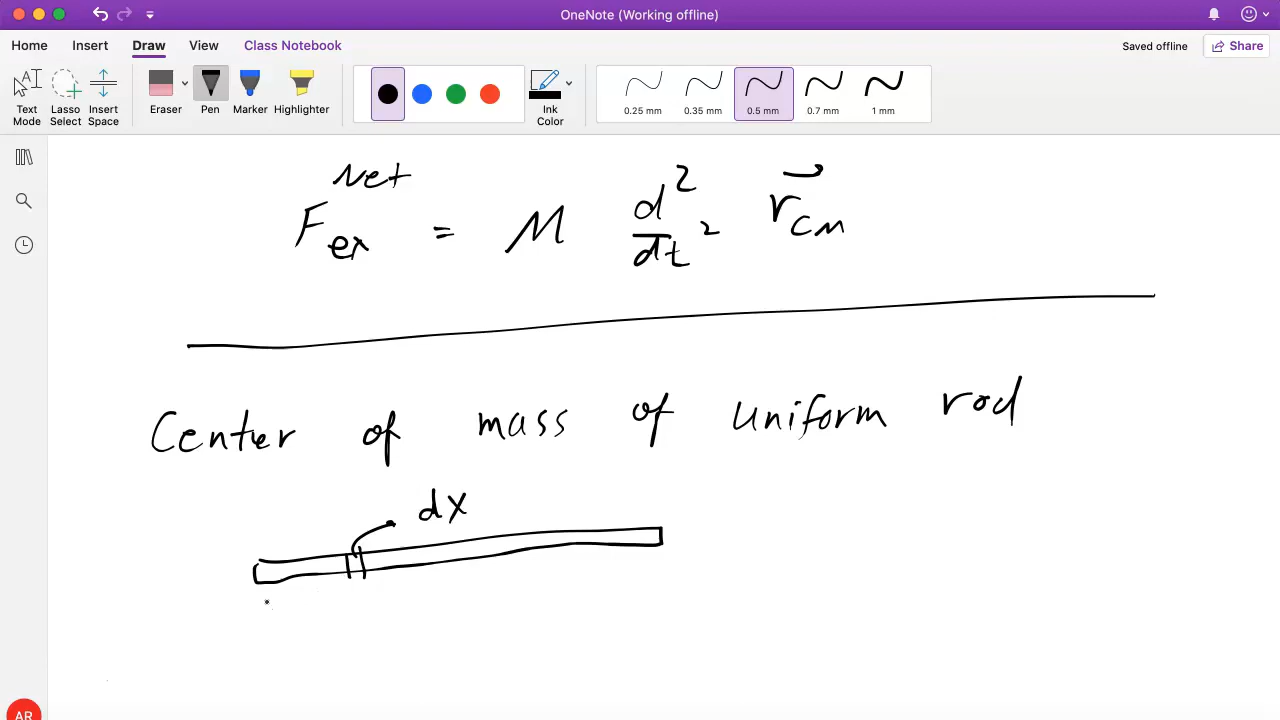 OneNote (Working offline)
Home Insert Draw View Class Notebook
Saved offline Share
Text Mode
Lasso Select
Insert Space
Eraser
Pen
Marker
Highlighter
Ink Color
0.25 mm
0.35 mm
0.5 mm
0.7 mm
1 mm
Net
F_ex = M d²/dt² r⃗_CM
Center of mass of uniform rod
dx
AR